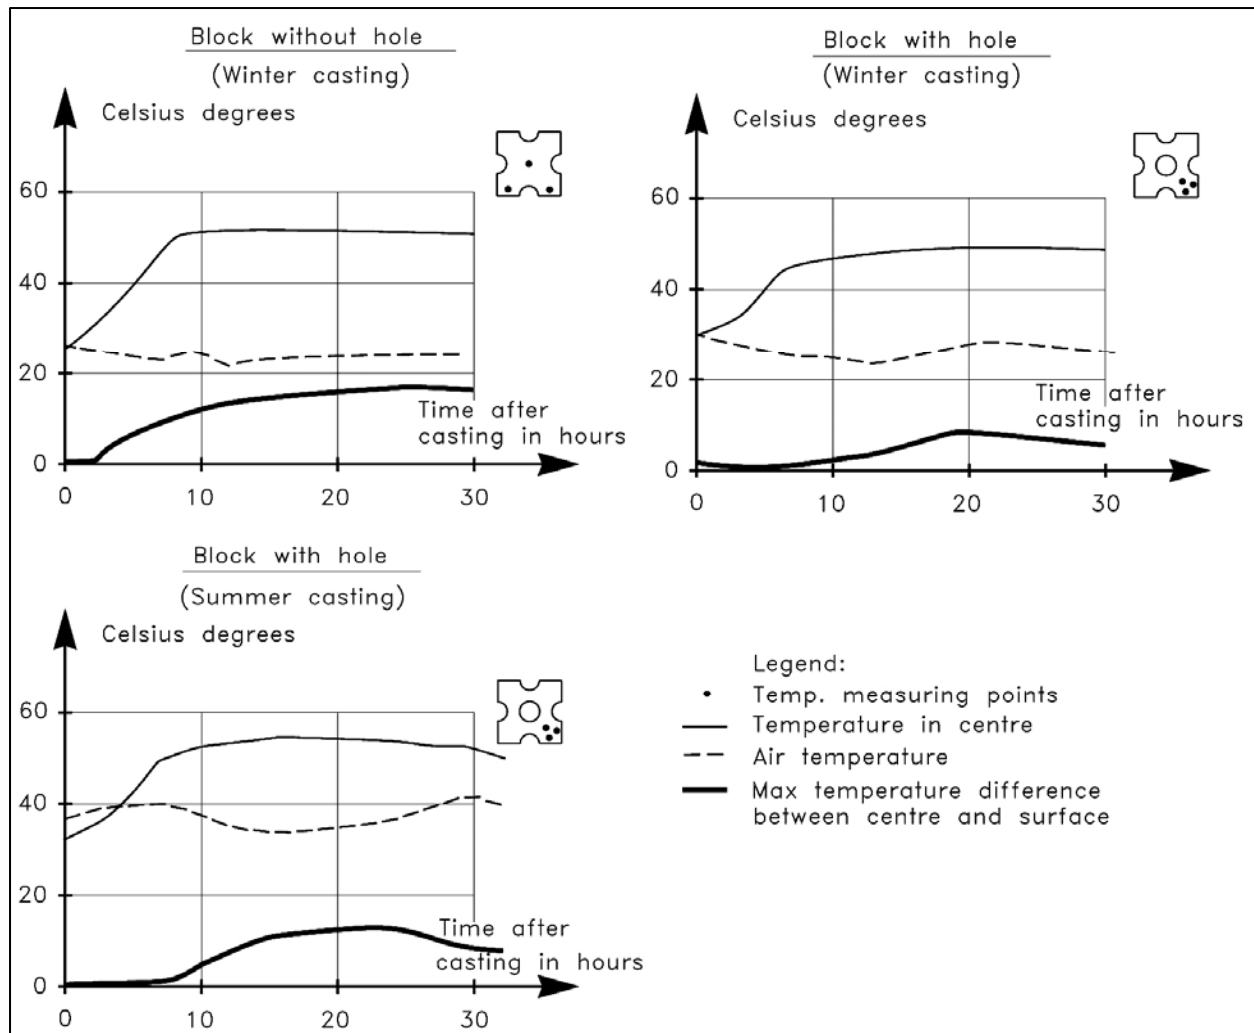 Block without hole
(Winter casting)
Celsius degrees
60
40
20
0
Time after
casting in hours
0 10 20 30
Block with hole
(Winter casting)
Celsius degrees
60
40
20
0
Time after
casting in hours
0 10 20 30
Block with hole
(Summer casting)
Celsius degrees
60
40
20
0
Time after
casting in hours
0 10 20 30
Legend:
Temp. measuring points
Temperature in centre
Air temperature
Max temperature difference
between centre and surface